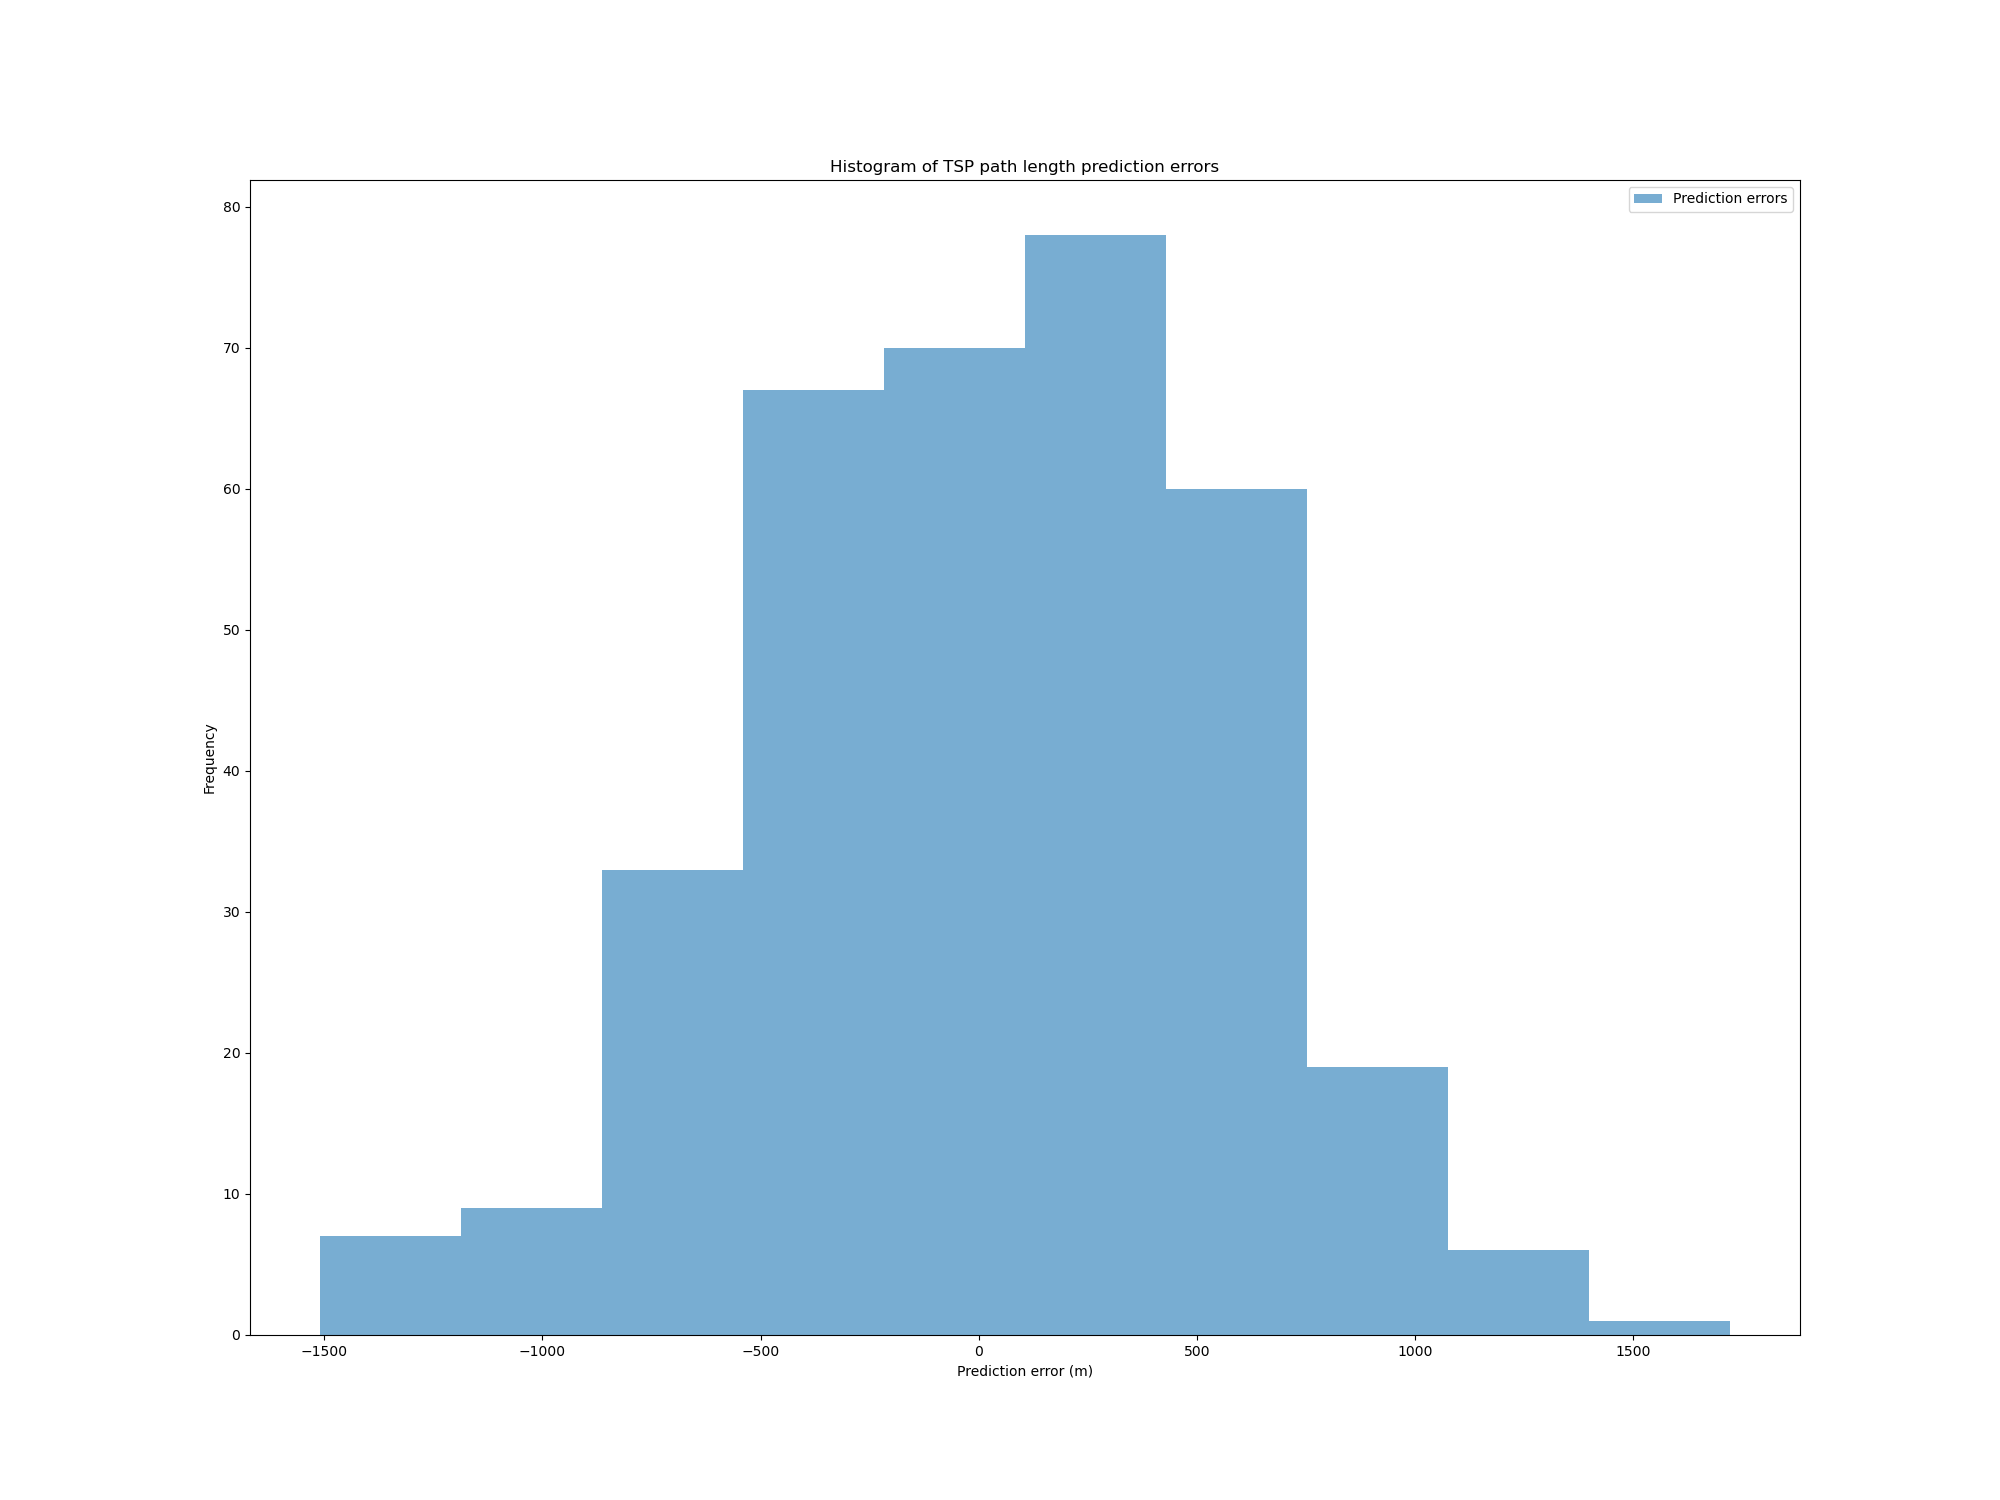 Histogram of TSP path length prediction errors
Prediction errors
80
70
60
50
40
30
20
10
0
Frequency
−1500 −1000 −500 0 500 1000 1500
Prediction error (m)